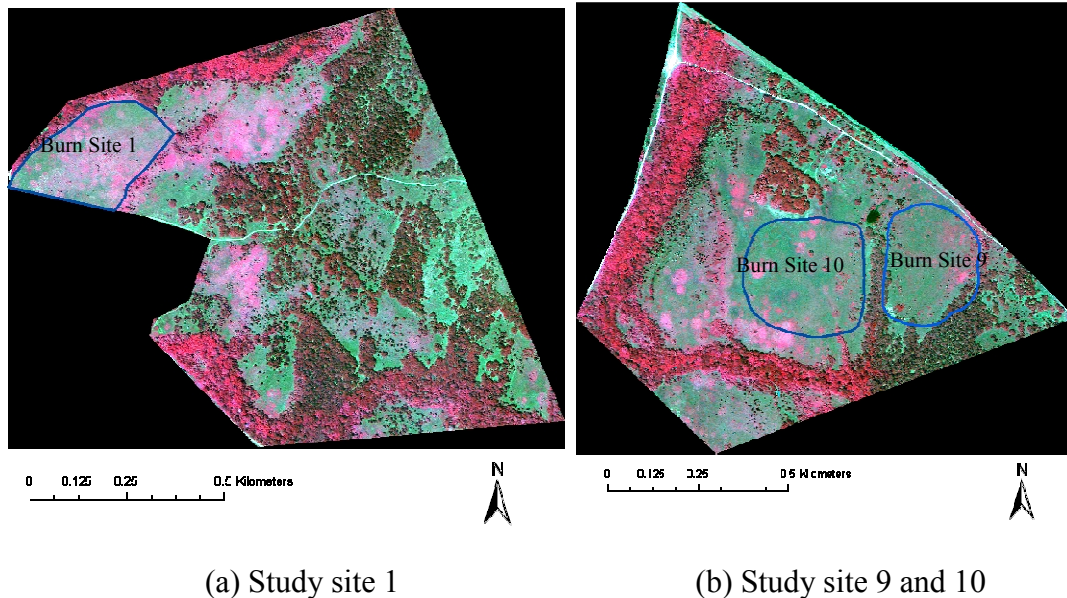 Burn Site 1
Burn Site 10
Burn Site 9
0 0.125 0.25 0.5 Kilometers
N
0 0.125 0.25 0.5 Kilometers
N
(a) Study site 1
(b) Study site 9 and 10